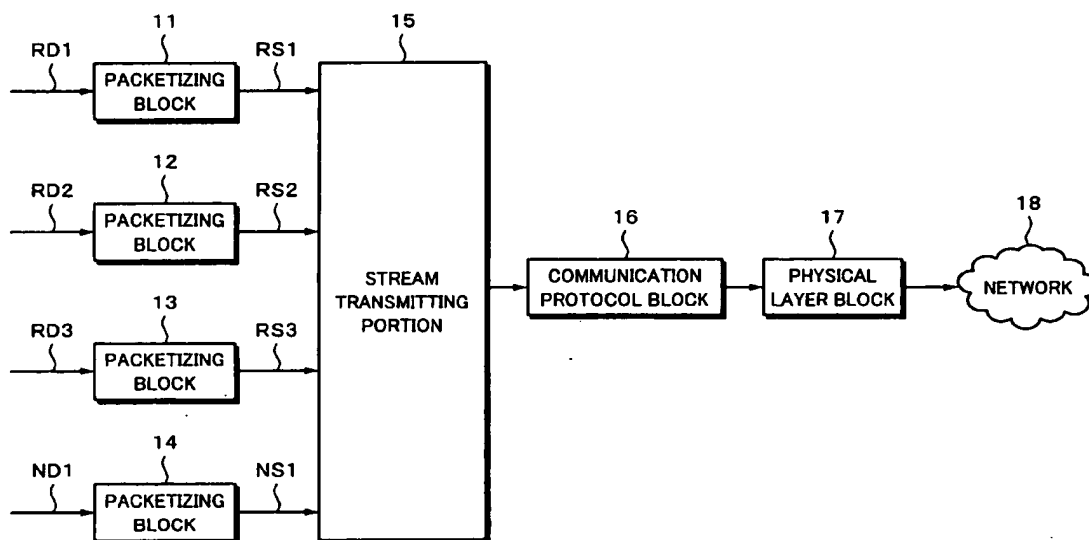 11
15
RD1
PACKETIZING
BLOCK
RS1
12
RD2
PACKETIZING
BLOCK
RS2
16
17
18
STREAM
TRANSMITTING
PORTION
COMMUNICATION
PROTOCOL BLOCK
PHYSICAL
LAYER BLOCK
NETWORK
13
RD3
PACKETIZING
BLOCK
RS3
14
ND1
PACKETIZING
BLOCK
NS1